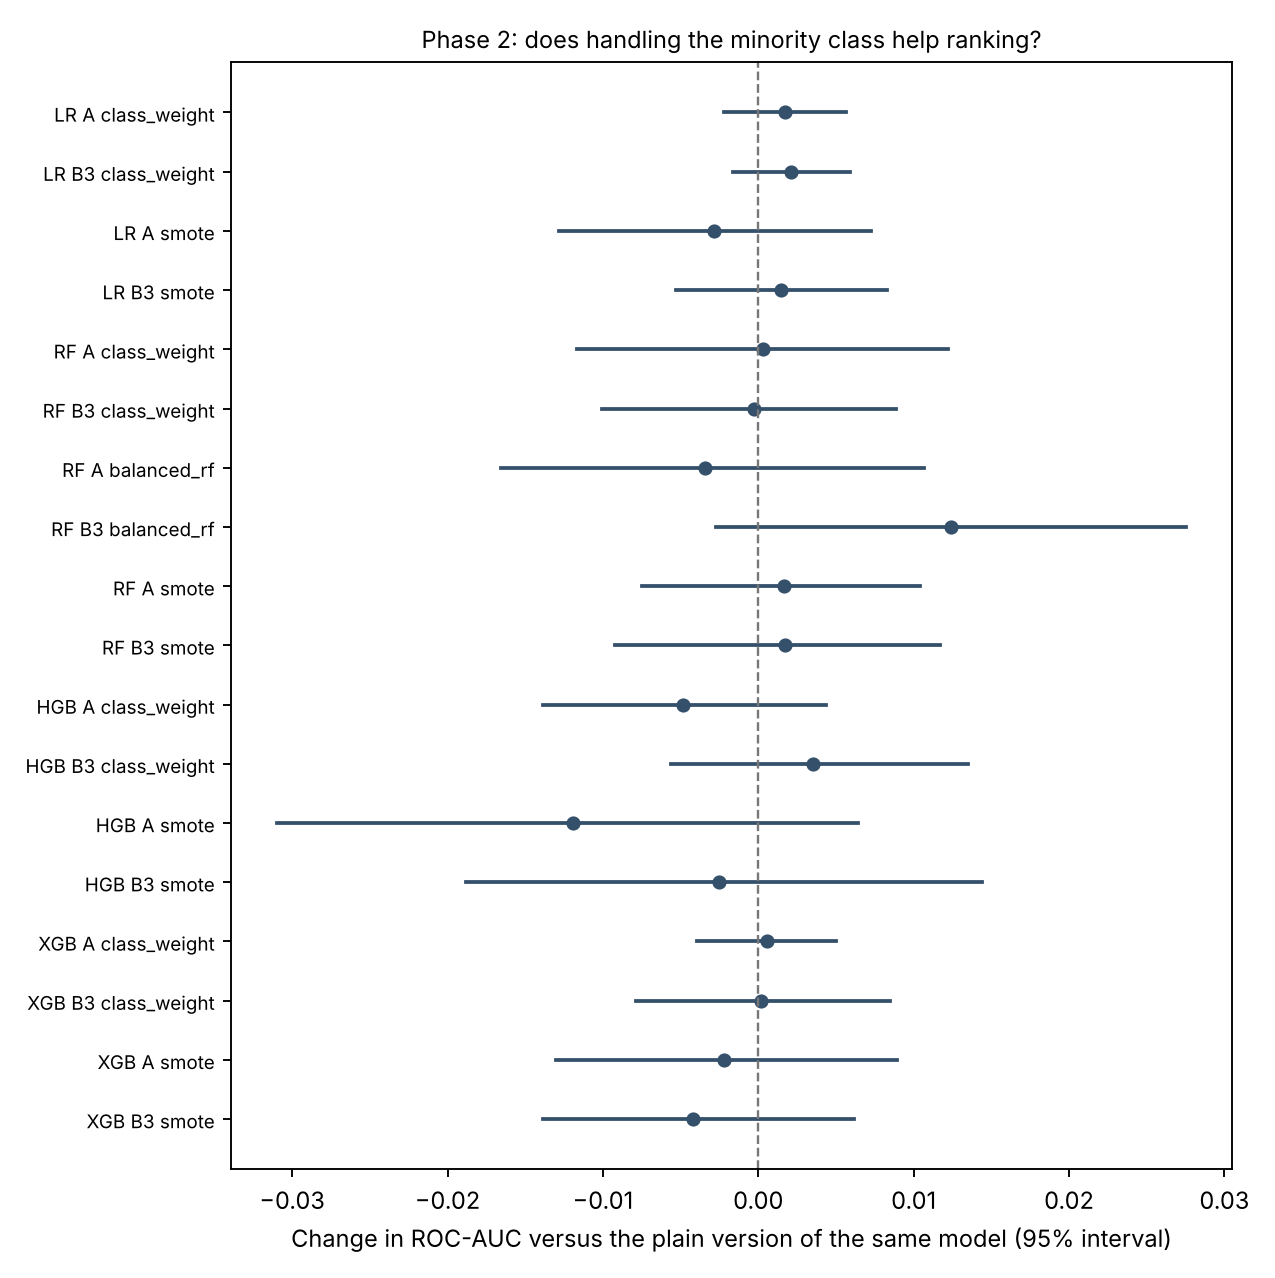 Phase 2: does handling the minority class help ranking?
LR A class_weight
LR B3 class_weight
LR A smote
LR B3 smote
RF A class_weight
RF B3 class_weight
RF A balanced_rf
RF B3 balanced_rf
RF A smote
RF B3 smote
HGB A class_weight
HGB B3 class_weight
HGB A smote
HGB B3 smote
XGB A class_weight
XGB B3 class_weight
XGB A smote
XGB B3 smote
−0.03 −0.02 −0.01 0.00 0.01 0.02 0.03
Change in ROC-AUC versus the plain version of the same model (95% interval)